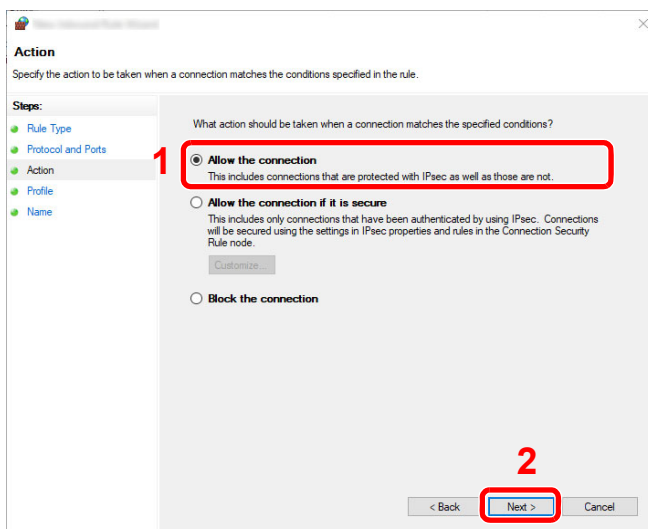 New Inbound Rule Wizard
Action
Specify the action to be taken when a connection matches the conditions specified in the rule.
Steps:
Rule Type
Protocol and Ports
Action
Profile
Name
What action should be taken when a connection matches the specified conditions?
1
Allow the connection
This includes connections that are protected with IPsec as well as those are not.
Allow the connection if it is secure
This includes only connections that have been authenticated by using IPsec. Connections
will be secured using the settings in IPsec properties and rules in the Connection Security
Rule node.
Customize...
Block the connection
2
< Back
Next >
Cancel